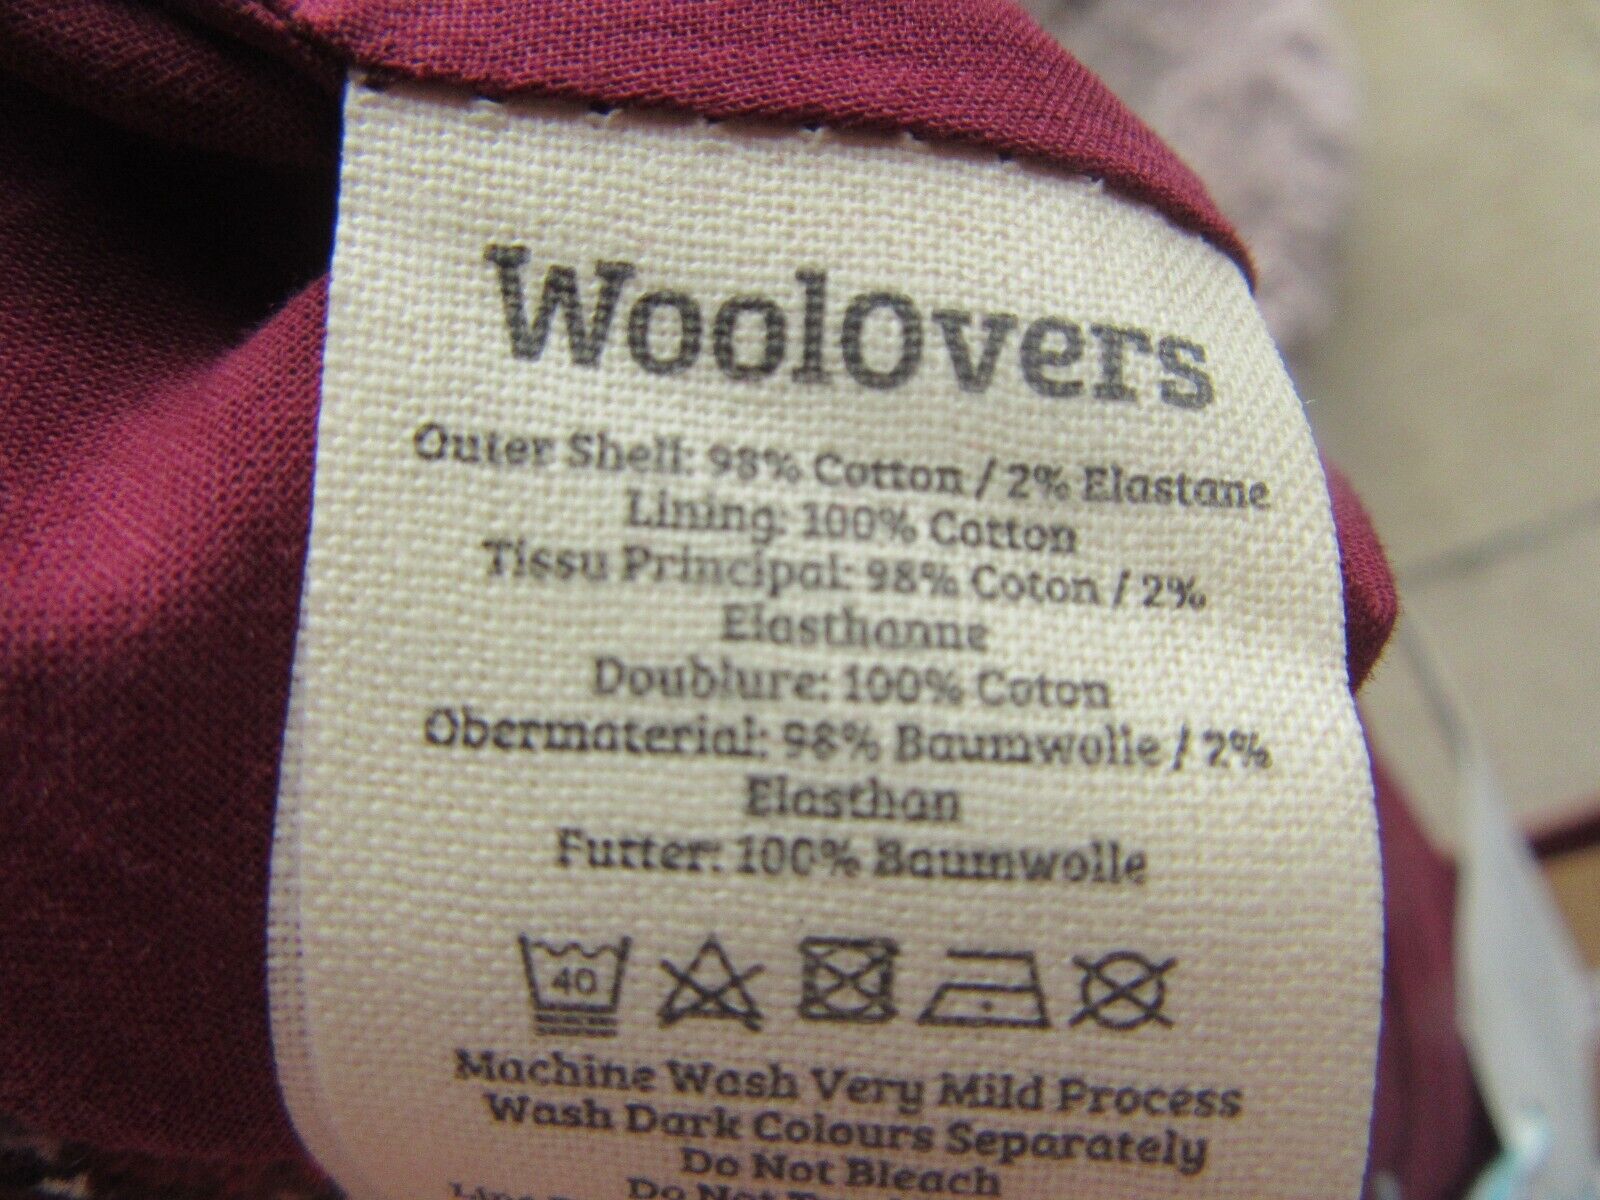 WoolOvers
Outer Shell: 98% Cotton / 2% Elastane
Lining: 100% Cotton
Tissu Principal: 98% Coton / 2%
Elasthanne
Doublure: 100% Coton
Obermaterial: 98% Baumwolle / 2%
Elasthan
Futter: 100% Baumwolle
40
Machine Wash Very Mild Process
Wash Dark Colours Separately
Do Not Bleach
Do Not